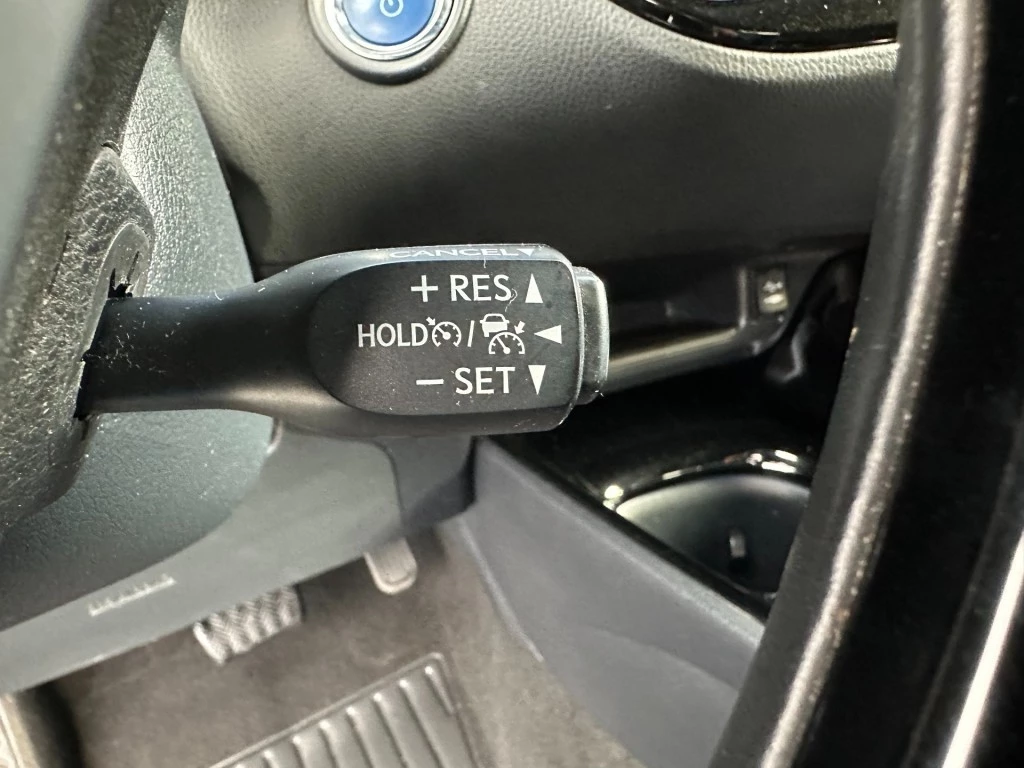 CANCEL
+ RES
HOLD /
− SET